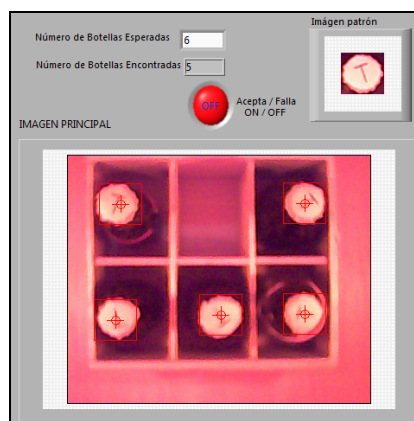 Imágen patrón
Número de Botellas Esperadas 6
Número de Botellas Encontradas 5
OFF
Acepta / Falla
ON / OFF
IMAGEN PRINCIPAL
T